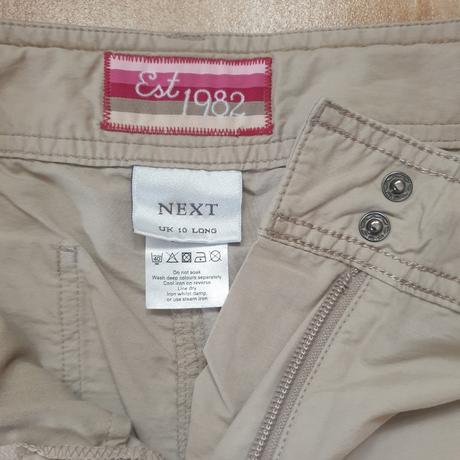 Est
1982
NEXT
UK 10 LONG
40
Do not soak
Wash deep colours separately
Cool iron on reverse
Line dry
Iron whilst damp,
or use steam iron